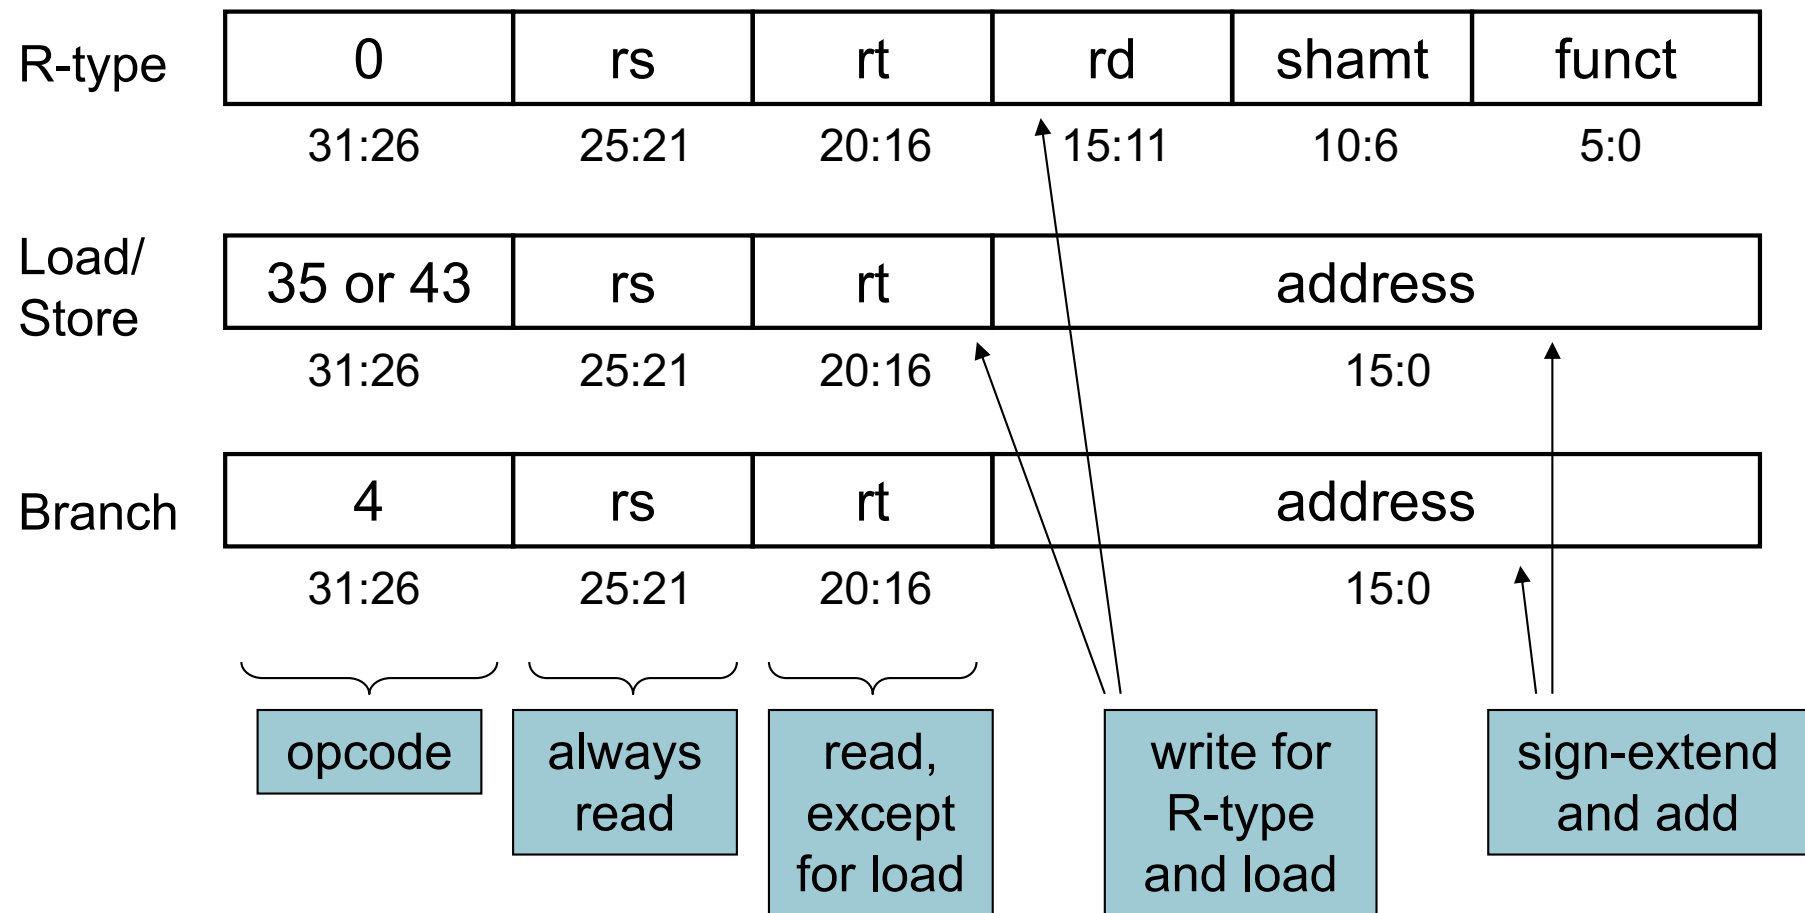 R-type 0 rs rt rd shamt funct
31:26 25:21 20:16 15:11 10:6 5:0
Load/
Store
35 or 43 rs rt address
31:26 25:21 20:16 15:0
Branch 4 rs rt address
31:26 25:21 20:16 15:0
opcode
always
read
read,
except
for load
write for
R-type
and load
sign-extend
and add